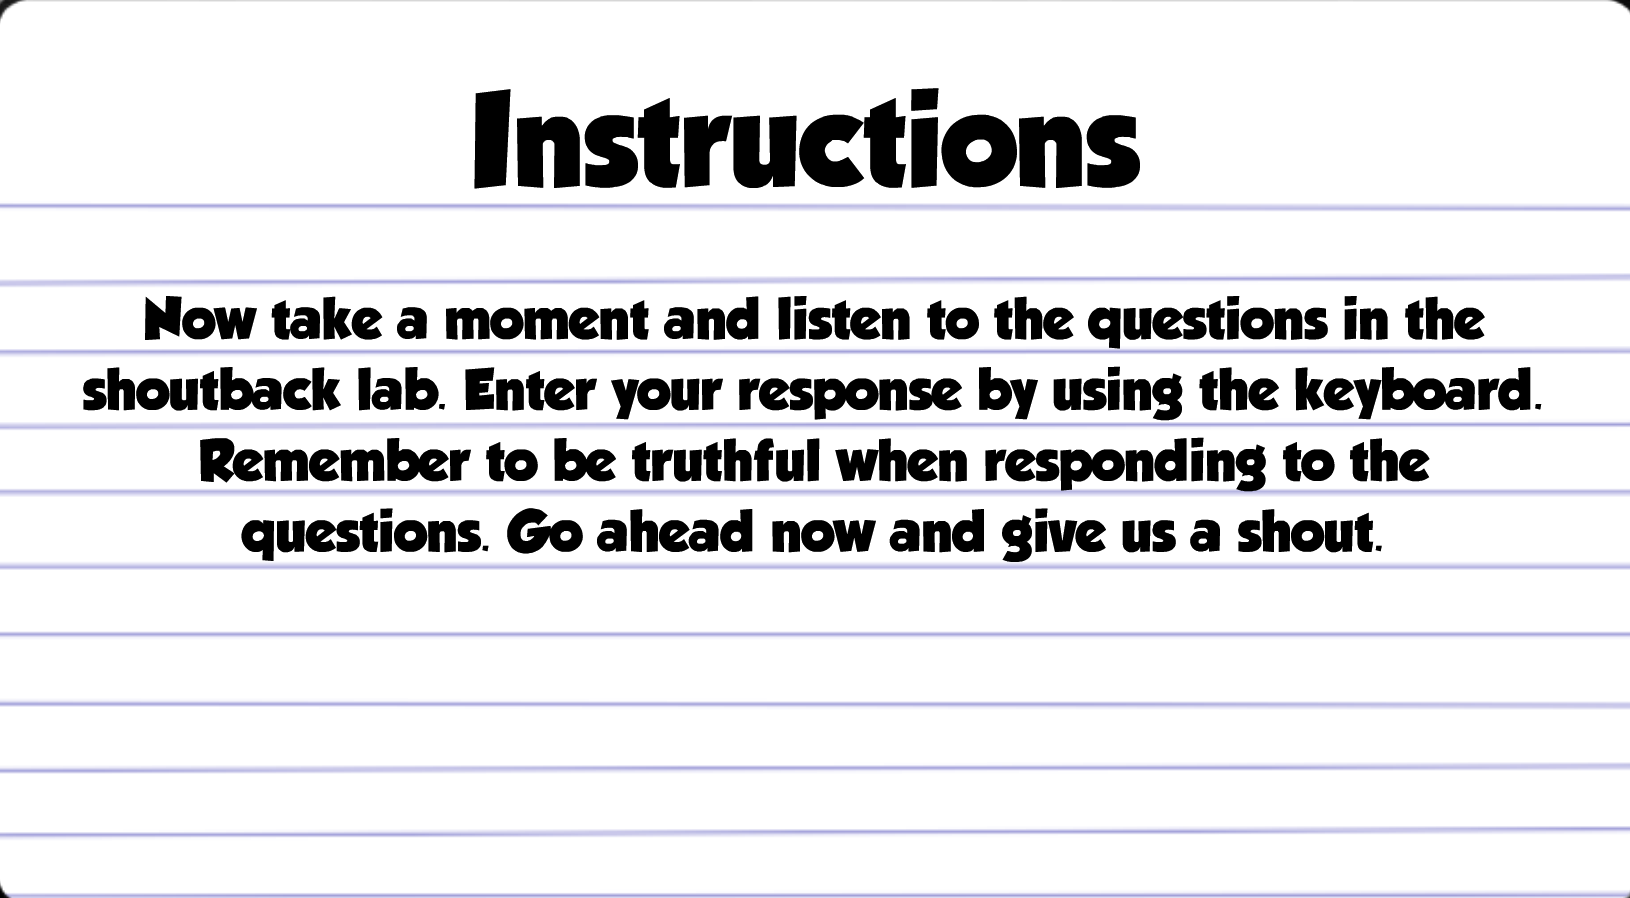 Instructions
Now take a moment and listen to the questions in the
shoutback lab. Enter your response by using the keyboard.
Remember to be truthful when responding to the
questions. Go ahead now and give us a shout.